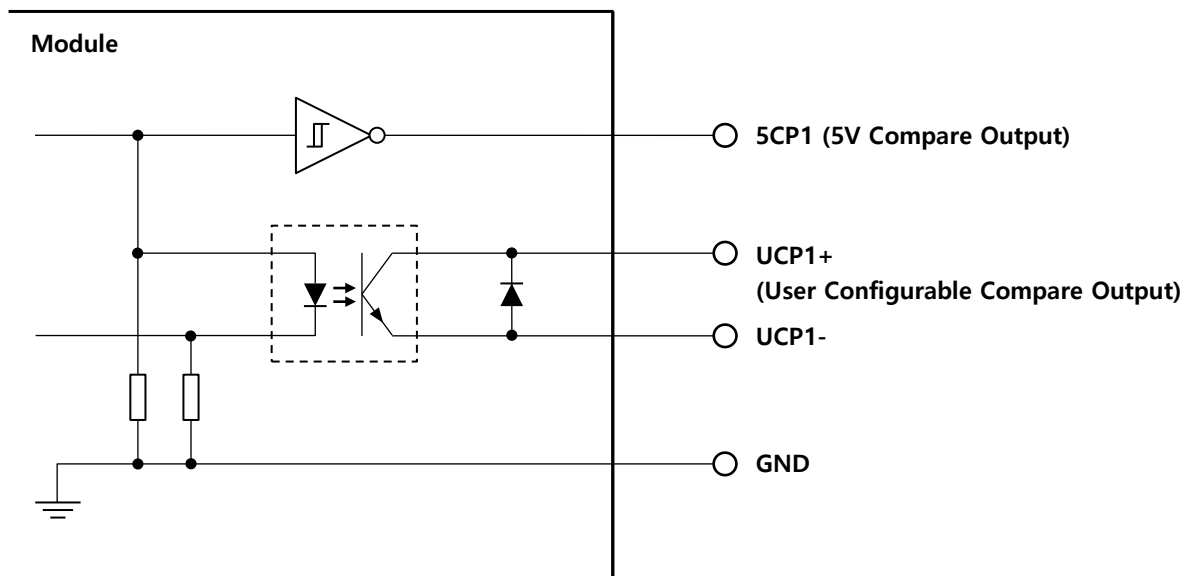 Module
5CP1 (5V Compare Output)
UCP1+
(User Configurable Compare Output)
UCP1-
GND